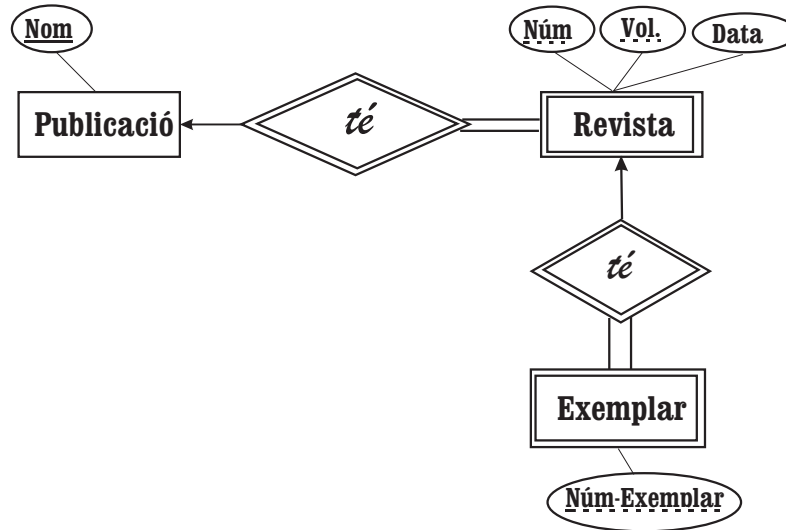 Nom
Núm
Vol.
Data
Publicació
té
Revista
té
Exemplar
Núm-Exemplar